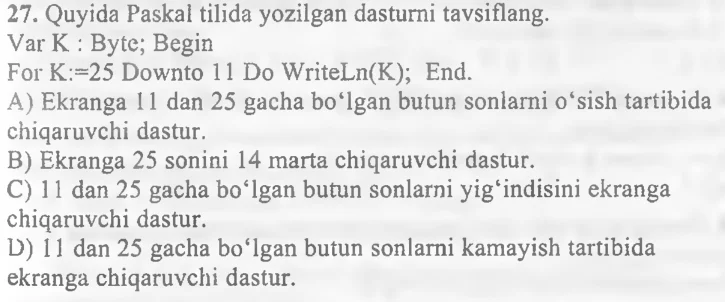 27. Quyida Paskal tilida yozilgan dasturni tavsiflang.
Var K : Byte; Begin
For K:=25 Downto 11 Do WriteLn(K); End.
A) Ekranga 11 dan 25 gacha bo‘lgan butun sonlarni o‘sish tartibida
chiqaruvchi dastur.
B) Ekranga 25 sonini 14 marta chiqaruvchi dastur.
C) 11 dan 25 gacha bo‘lgan butun sonlarni yig‘indisini ekranga
chiqaruvchi dastur.
D) 11 dan 25 gacha bo‘lgan butun sonlarni kamayish tartibida
ekranga chiqaruvchi dastur.